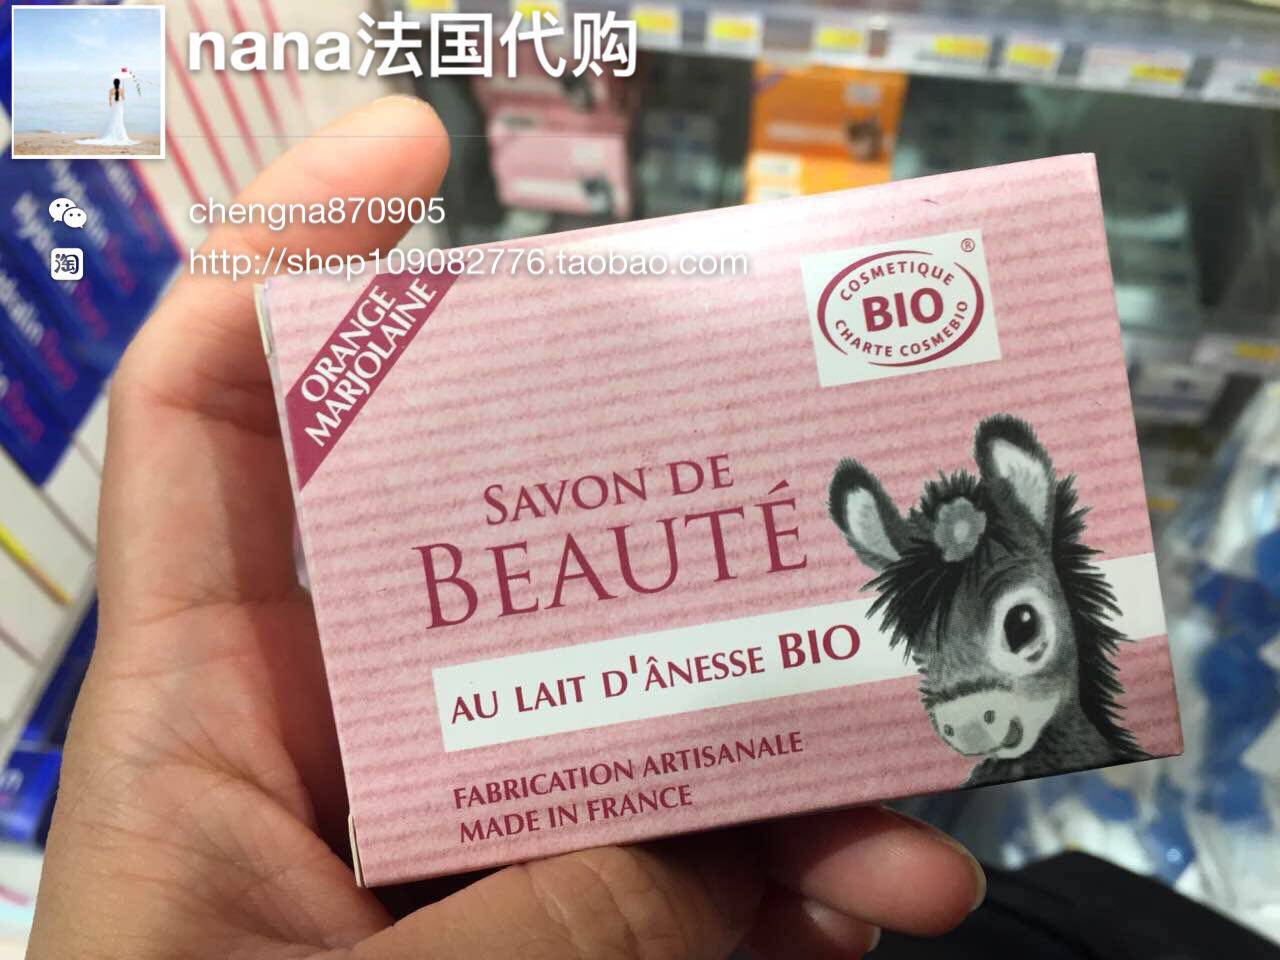 nana法国代购
chengna870905
淘
http://shop109082776.taobao.com
ORANGE
MARJOLAINE
COSMETIQUE
®
BIO
CHARTE COSMEBIO
SAVON DE
BEAUTÉ
AU LAIT D'ÂNESSE BIO
FABRICATION ARTISANALE
MADE IN FRANCE